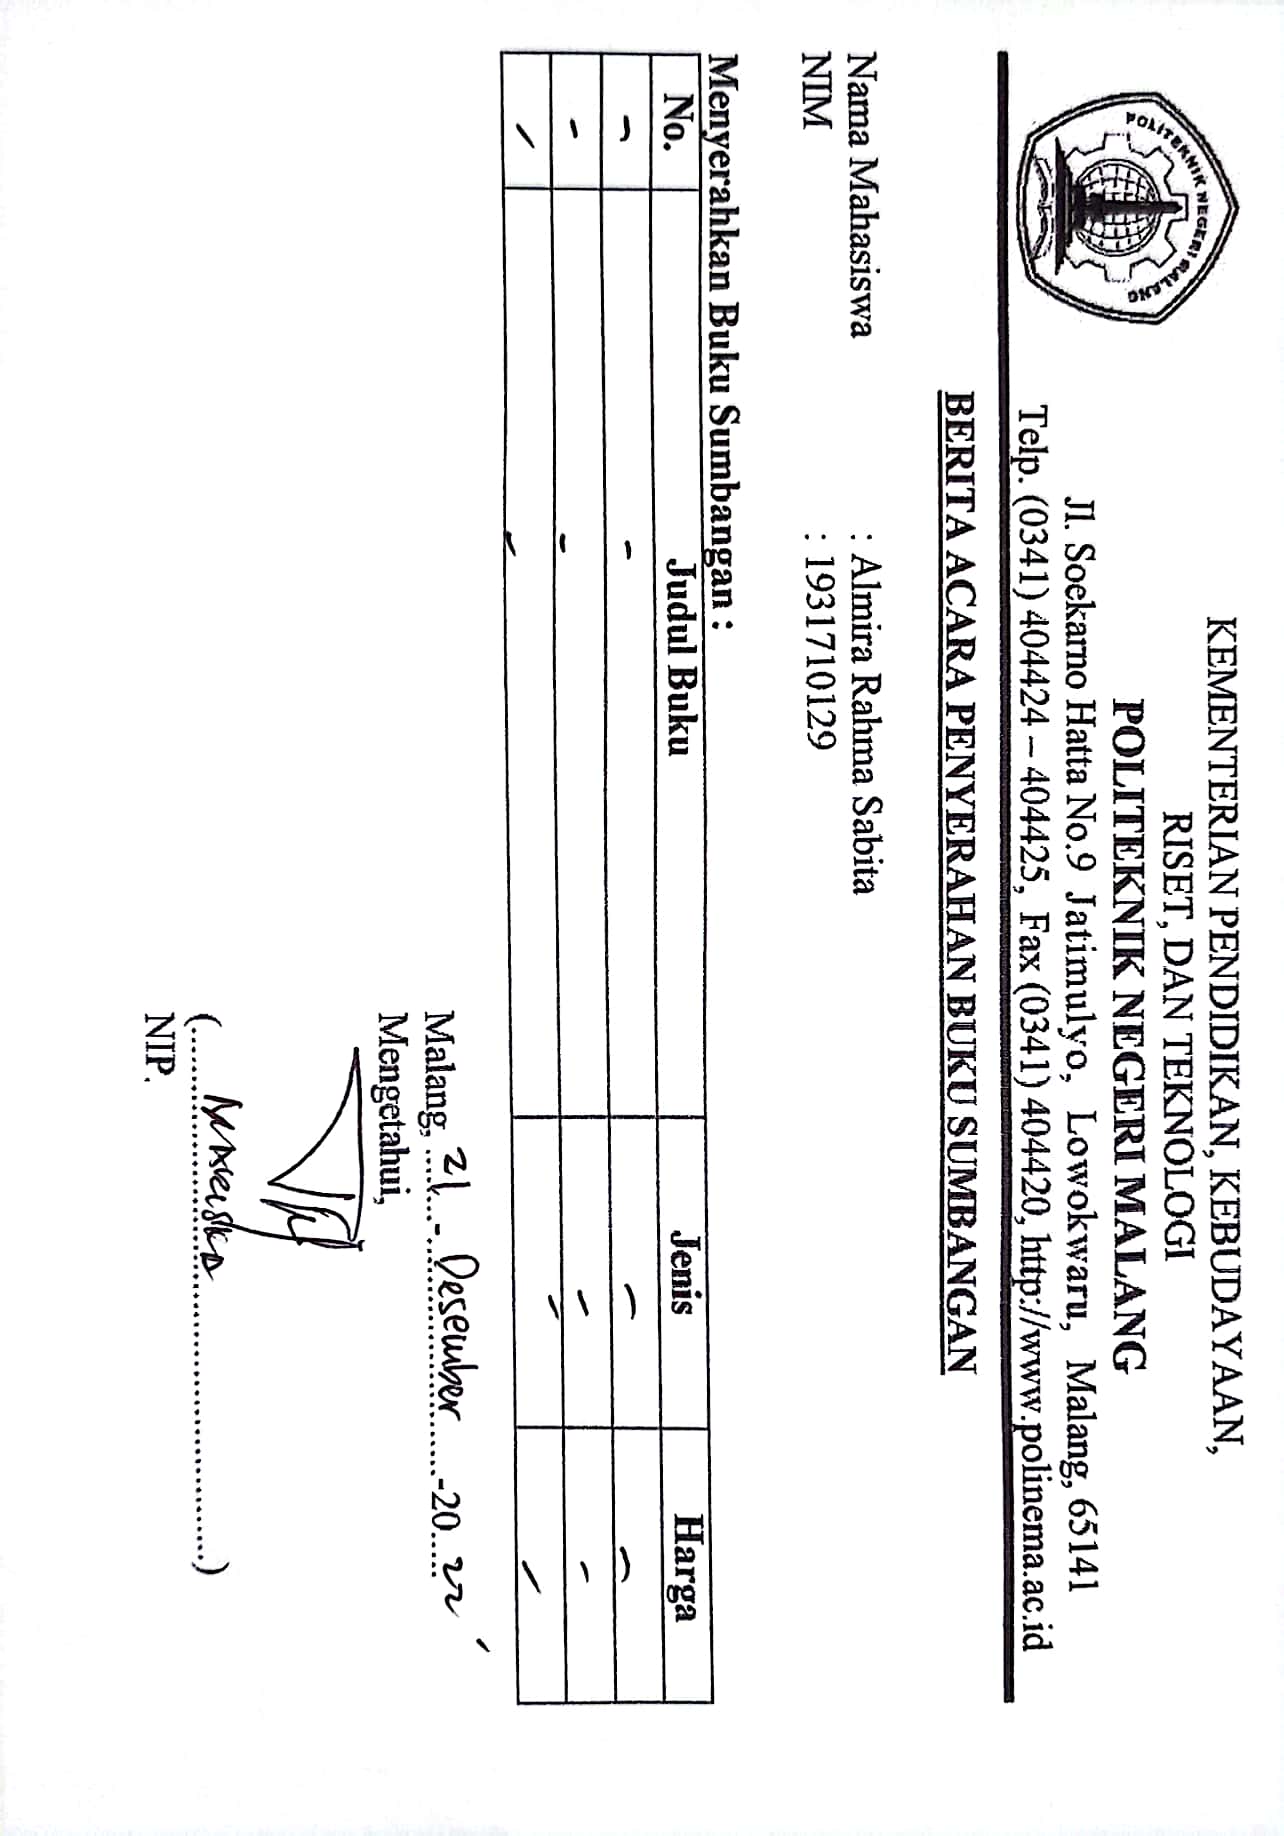 POLITEKNIK NEGERI MALANG
KEMENTERIAN PENDIDIKAN, KEBUDAYAAN,
RISET, DAN TEKNOLOGI
POLITEKNIK NEGERI MALANG
Jl. Soekarno Hatta No.9 Jatimulyo, Lowokwaru, Malang, 65141
Telp. (0341) 404424 – 404425, Fax (0341) 404420, http://www.polinema.ac.id
BERITA ACARA PENYERAHAN BUKU SUMBANGAN
Nama Mahasiswa : Almira Rahma Sabita
NIM : 1931710129
Menyerahkan Buku Sumbangan :
No. Judul Buku Jenis Harga
- - - -
- - - -
- - - -
Malang, 21 - Desember -20 22
Mengetahui,
(..........................................................)
NIP.